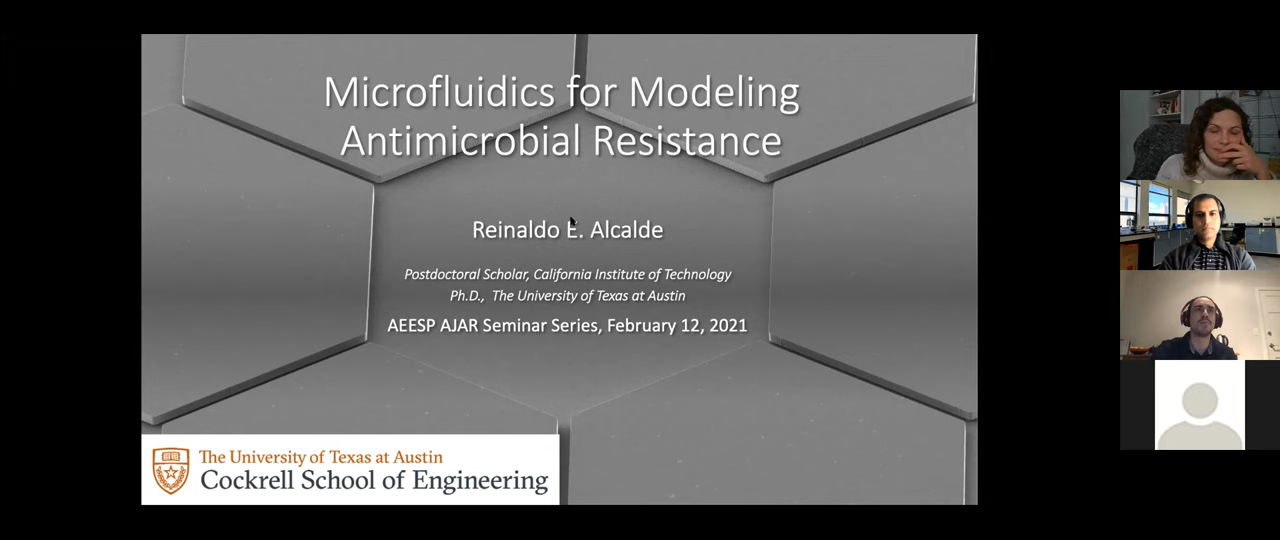 Microfluidics for Modeling
Antimicrobial Resistance
Reinaldo E. Alcalde
Postdoctoral Scholar, California Institute of Technology
Ph.D., The University of Texas at Austin
AEESP AJAR Seminar Series, February 12, 2021
The University of Texas at Austin
Cockrell School of Engineering